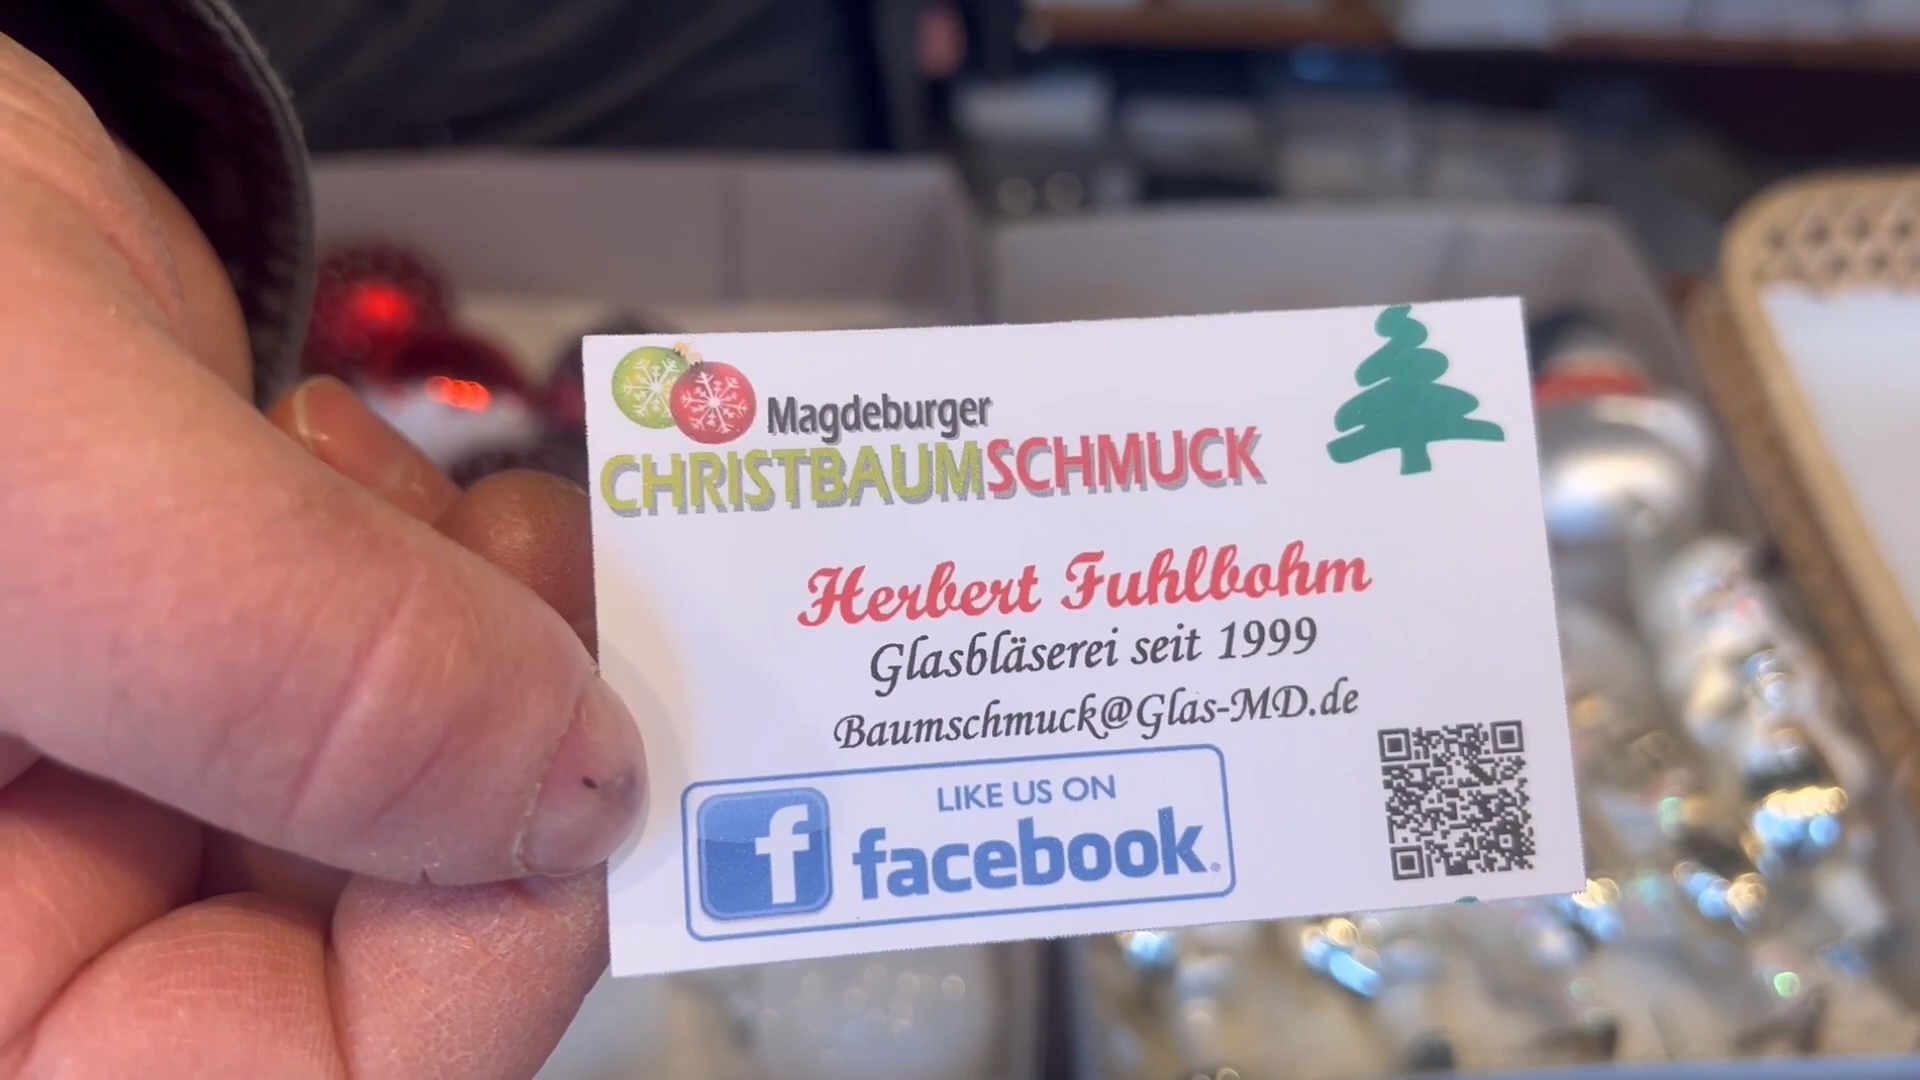 Magdeburger
CHRISTBAUMSCHMUCK
Herbert Fuhlbohm
Glasbläserei seit 1999
Baumschmuck@Glas-MD.de
LIKE US ON
f facebook.